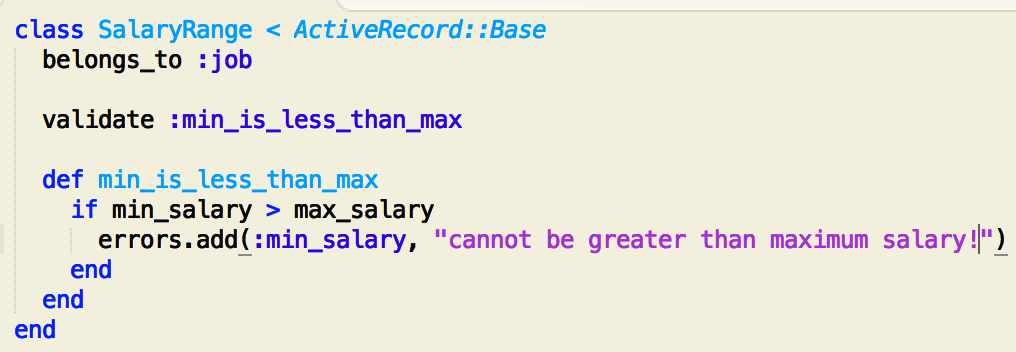 class SalaryRange < ActiveRecord::Base
  belongs_to :job

  validate :min_is_less_than_max

  def min_is_less_than_max
    if min_salary > max_salary
      errors.add(:min_salary, "cannot be greater than maximum salary!")
    end
  end
end